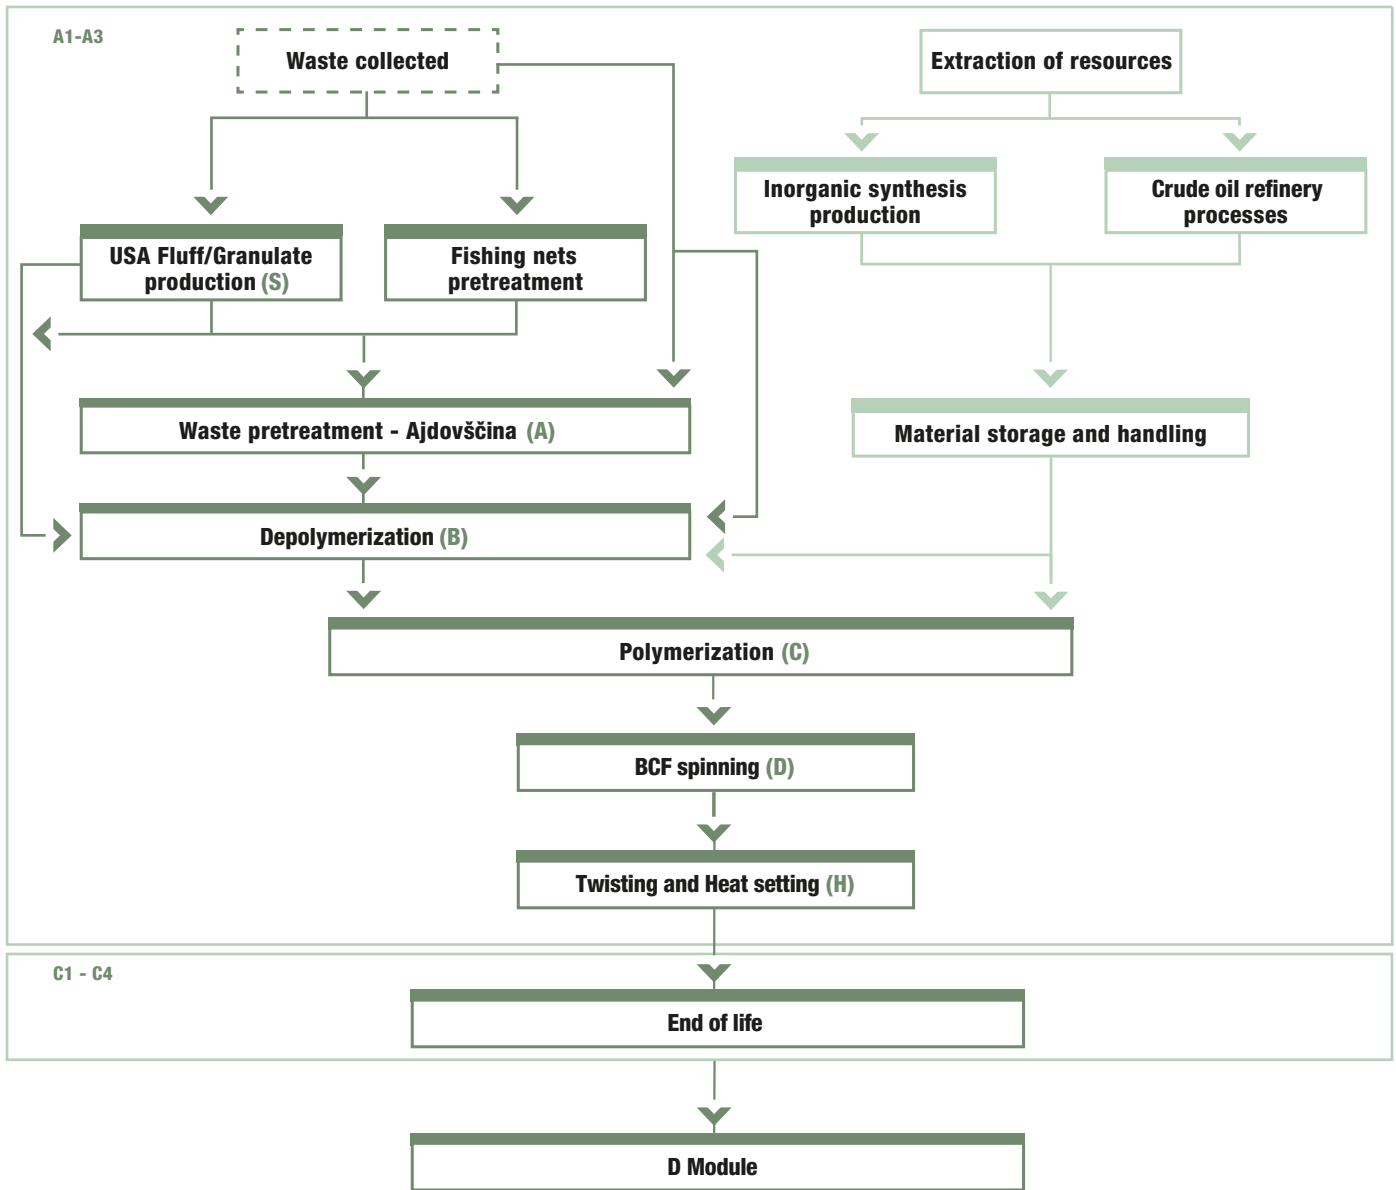 A1-A3
Waste collected
Extraction of resources
Inorganic synthesis
production
Crude oil refinery
processes
USA Fluff/Granulate
production (S)
Fishing nets
pretreatment
Waste pretreatment - Ajdovščina (A)
Material storage and handling
Depolymerization (B)
Polymerization (C)
BCF spinning (D)
Twisting and Heat setting (H)
C1 - C4
End of life
D Module